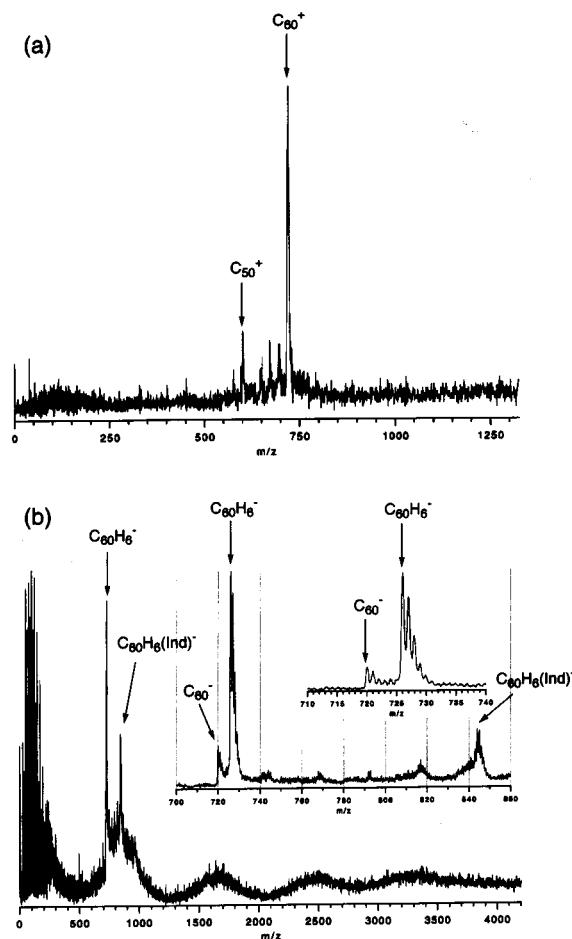 (a)
C₆₀⁺
C₅₀⁺
0 250 500 750 1000 1250
m/z
(b)
C₆₀H₆⁻
C₆₀H₆⁻
C₆₀H₆⁻
C₆₀H₆(Ind)⁻
C₆₀⁻
C₆₀⁻
C₆₀H₆(Ind)⁻
710 715 720 725 730 735 740
m/z
700 720 740 760 780 800 820 840 860
m/z
0 500 1000 1500 2000 2500 3000 3500 4000
m/z